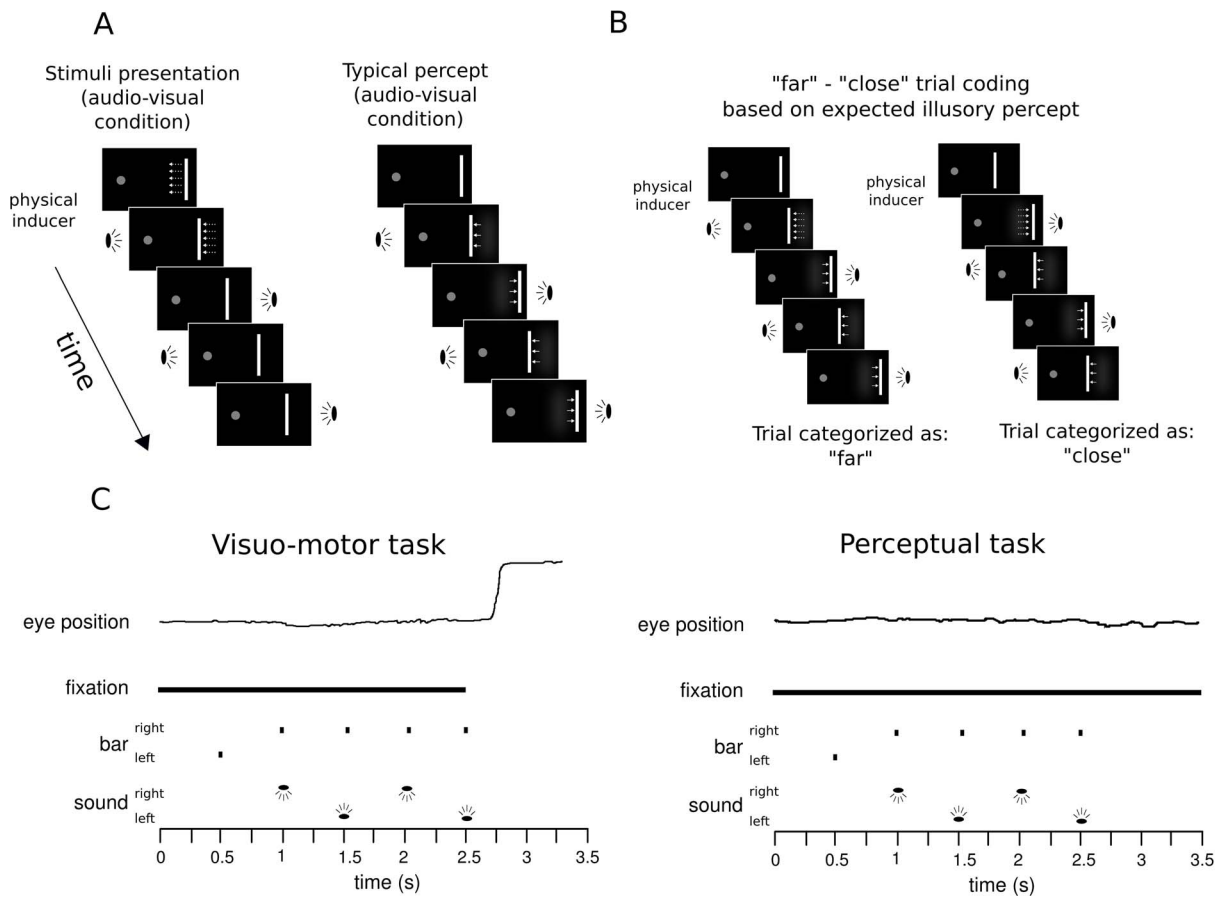 A
Stimuli presentation
(audio-visual
condition)
Typical percept
(audio-visual
condition)
physical
inducer
time
B
"far" - "close" trial coding
based on expected illusory percept
physical
inducer
physical
inducer
Trial categorized as:
"far"
Trial categorized as:
"close"
C
Visuo-motor task
eye position
fixation
bar
right
left
sound
right
left
0 0.5 1 1.5 2 2.5 3 3.5
time (s)
Perceptual task
eye position
fixation
bar
right
left
sound
right
left
0 0.5 1 1.5 2 2.5 3 3.5
time (s)